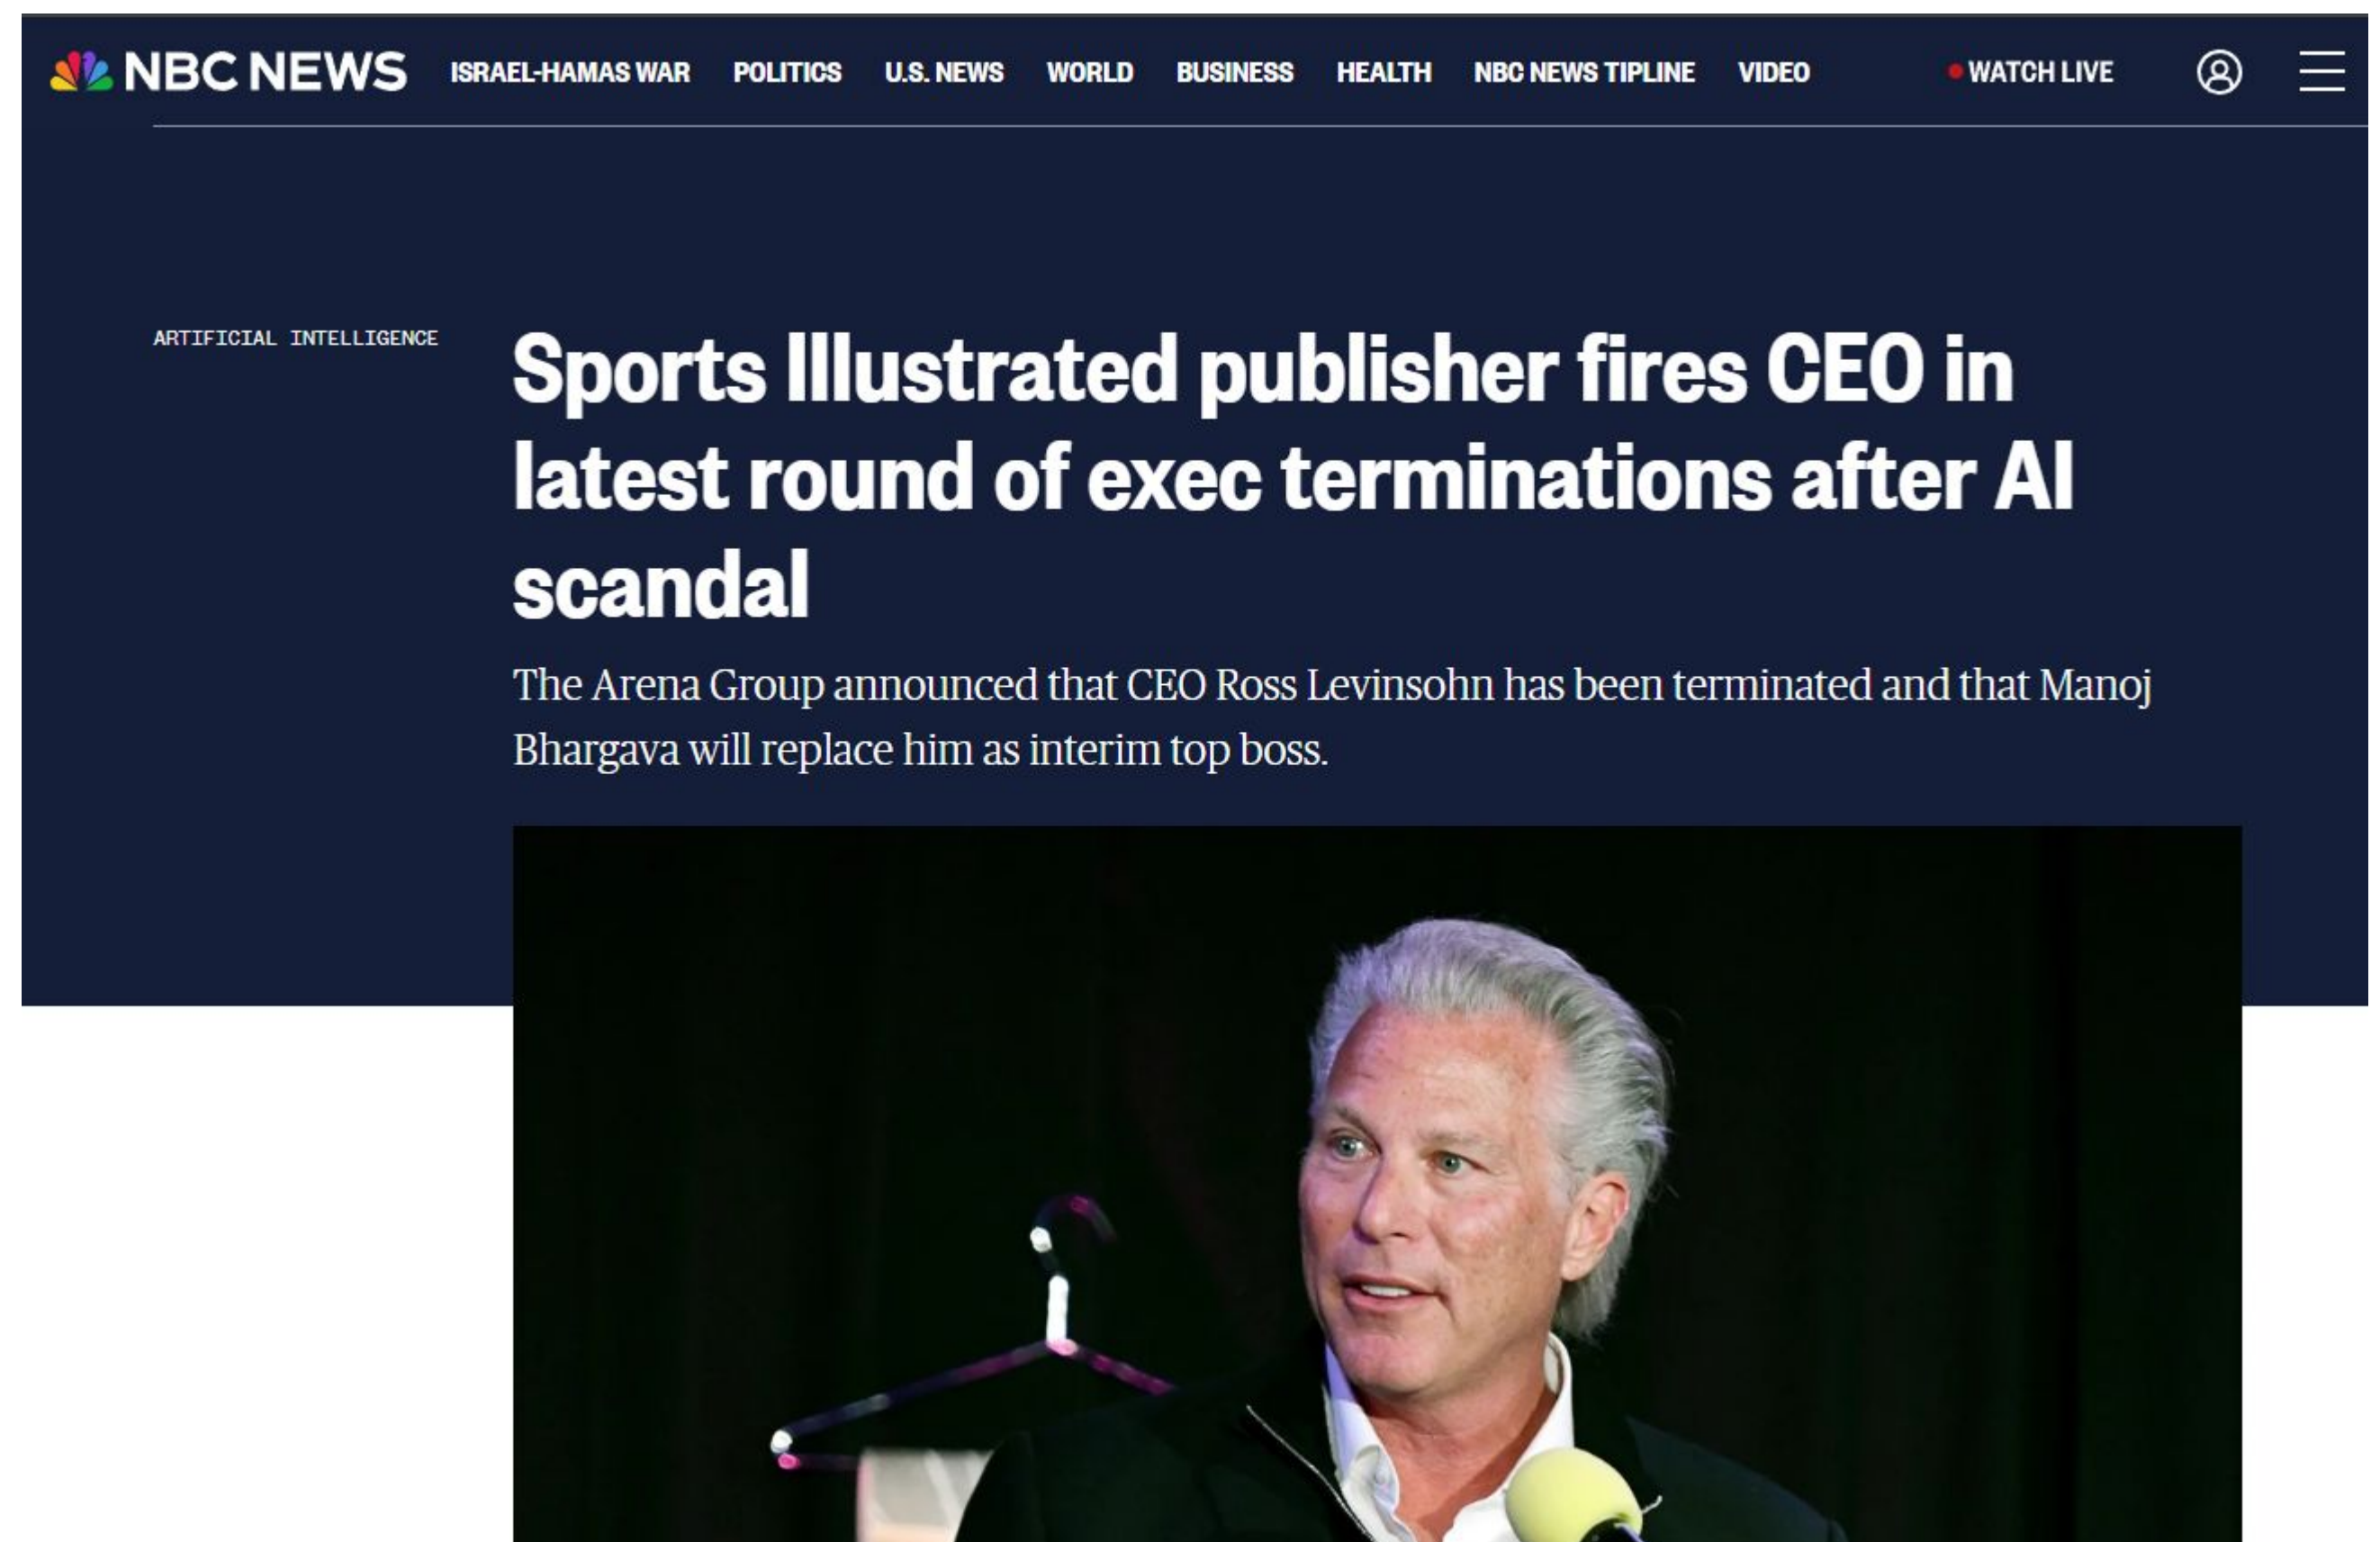 NBC NEWS ISRAEL-HAMAS WAR POLITICS U.S. NEWS WORLD BUSINESS HEALTH NBC NEWS TIPLINE VIDEO WATCH LIVE
ARTIFICIAL INTELLIGENCE
Sports Illustrated publisher fires CEO in
latest round of exec terminations after AI
scandal
The Arena Group announced that CEO Ross Levinsohn has been terminated and that Manoj
Bhargava will replace him as interim top boss.